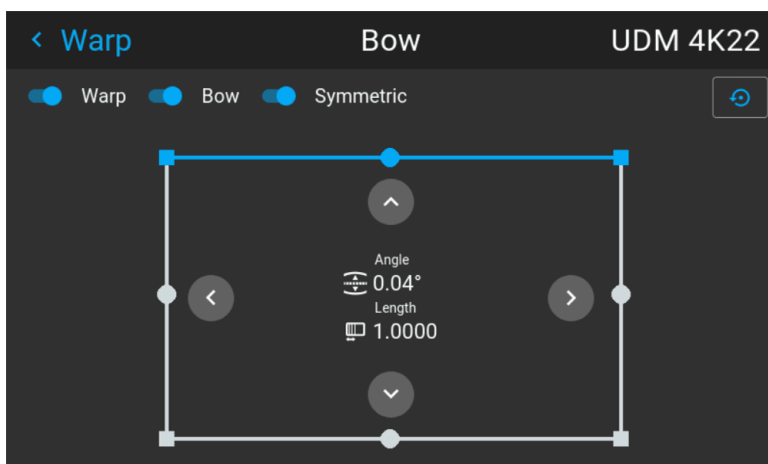 Warp Bow UDM 4K22
Warp Bow Symmetric
Angle
0.04°
Length
1.0000